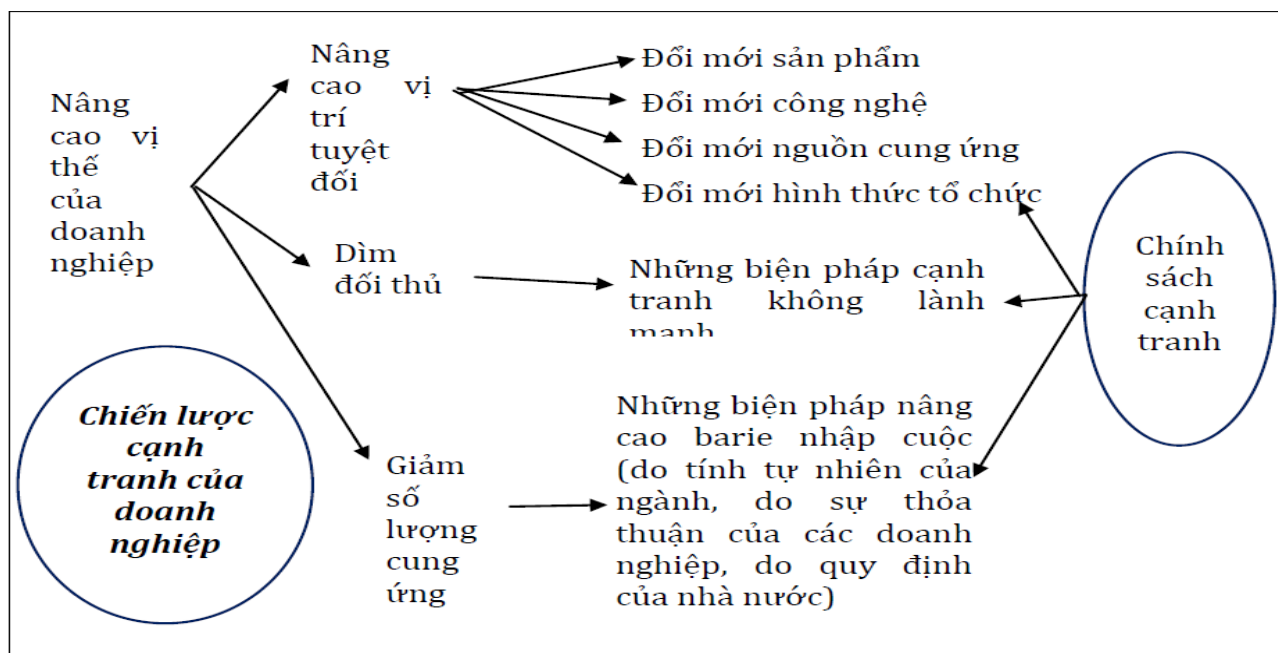 Nâng
cao vị
thế
của
doanh
nghiệp
Nâng
cao vị
trí
tuyệt
đối
Đổi mới sản phẩm
Đổi mới công nghệ
Đổi mới nguồn cung ứng
Đổi mới hình thức tổ chức
Dìm
đối thủ
Những biện pháp cạnh
tranh không lành
mạnh
Chính
sách
cạnh
tranh
Chiến lược
cạnh
tranh của
doanh
nghiệp
Giảm
số
lượng
cung
ứng
Những biện pháp nâng
cao barie nhập cuộc
(do tính tự nhiên của
ngành, do sự thỏa
thuận của các doanh
nghiệp, do quy định
của nhà nước)